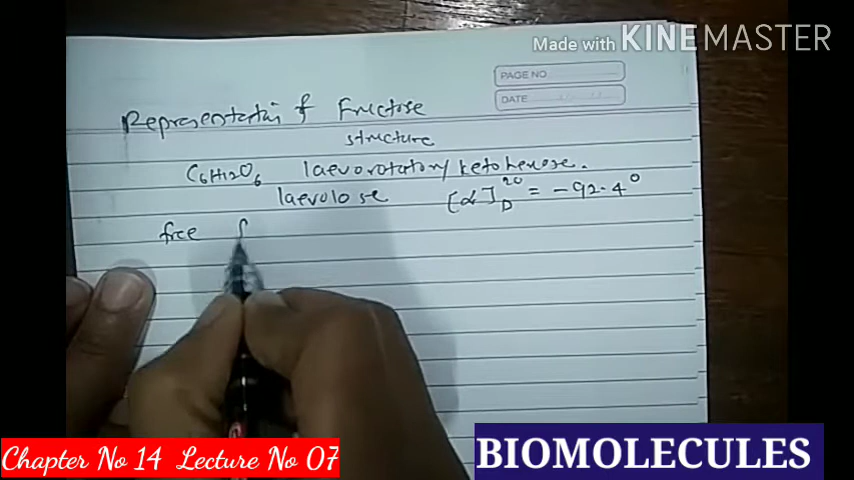 Made with KINEMASTER
PAGE NO
DATE
Representation of Fructose
structure
C6H12O6 laevorotatory ketohexose.
laevulose [α]D20 = -92.4°
free
Chapter No 14 Lecture No 07
BIOMOLECULES